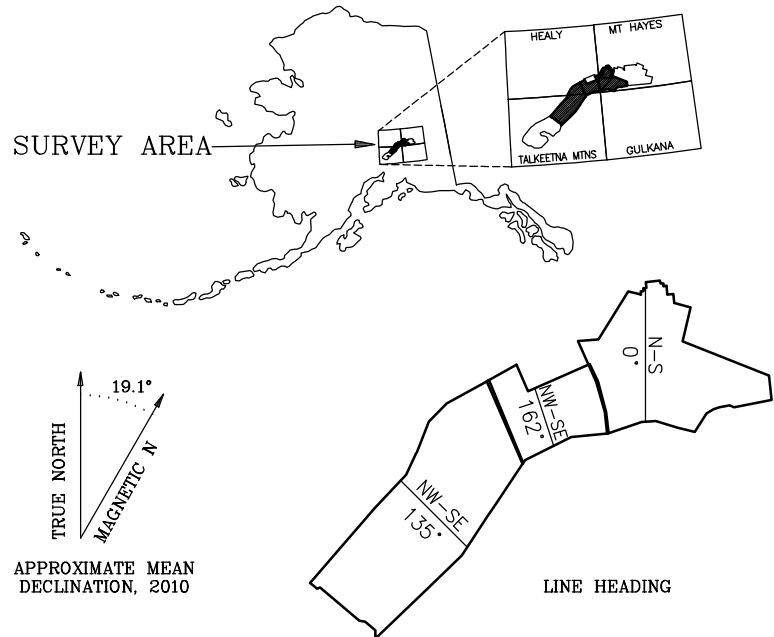 HEALY
MT HAYES
SURVEY AREA
TALKEETNA MTNS
GULKANA
19.1°
TRUE NORTH
MAGNETIC N
APPROXIMATE MEAN
DECLINATION, 2010
N-S
0°
NW-SE
162°
NW-SE
135°
LINE HEADING